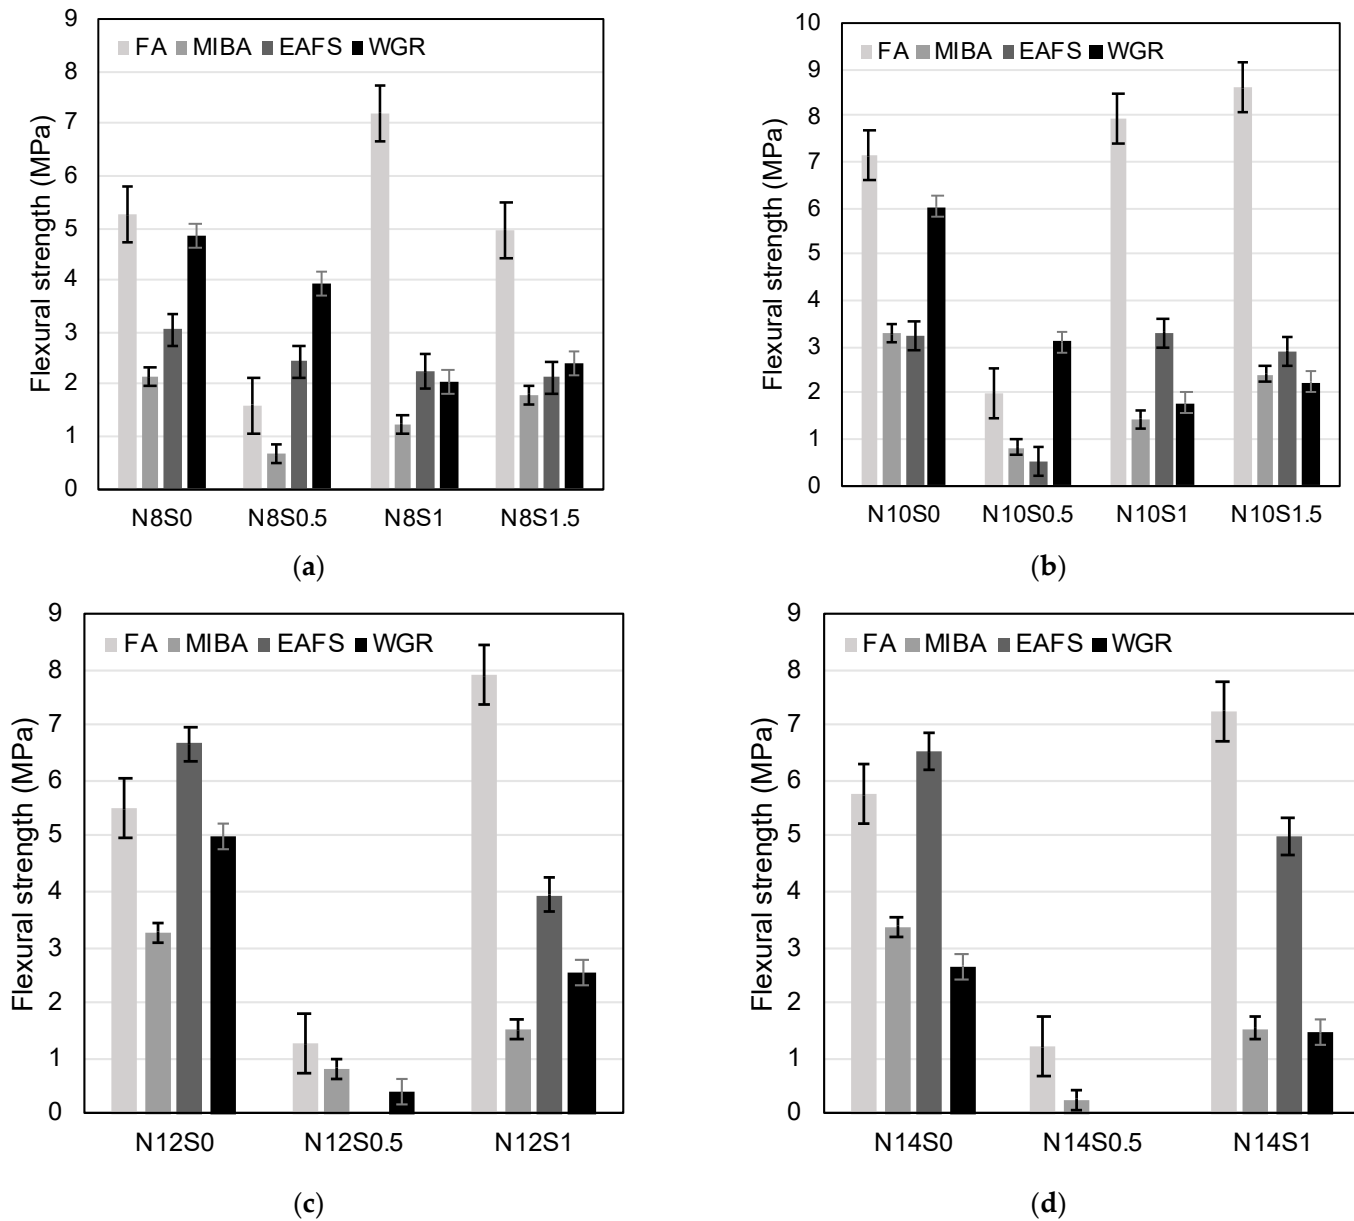 9
8
7
6
5
4
3
2
1
0
Flexural strength (MPa)
FA MIBA EAFS WGR
N8S0 N8S0.5 N8S1 N8S1.5
(a)
10
9
8
7
6
5
4
3
2
1
0
Flexural strength (MPa)
FA MIBA EAFS WGR
N10S0 N10S0.5 N10S1 N10S1.5
(b)
9
8
7
6
5
4
3
2
1
0
Flexural strength (MPa)
FA MIBA EAFS WGR
N12S0 N12S0.5 N12S1
(c)
9
8
7
6
5
4
3
2
1
0
Flexural strength (MPa)
FA MIBA EAFS WGR
N14S0 N14S0.5 N14S1
(d)